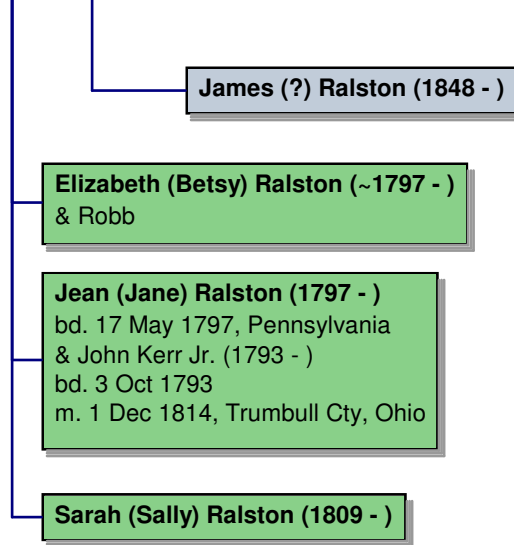 James (?) Ralston (1848 - )
Elizabeth (Betsy) Ralston (~1797 - )
& Robb
Jean (Jane) Ralston (1797 - )
bd. 17 May 1797, Pennsylvania
& John Kerr Jr. (1793 - )
bd. 3 Oct 1793
m. 1 Dec 1814, Trumbull Cty, Ohio
Sarah (Sally) Ralston (1809 - )